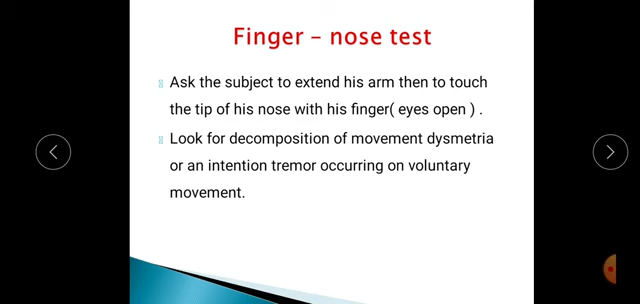 Finger – nose test
Ask the subject to extend his arm then to touch
the tip of his nose with his finger( eyes open ) .
Look for decomposition of movement dysmetria
or an intention tremor occurring on voluntary
movement.